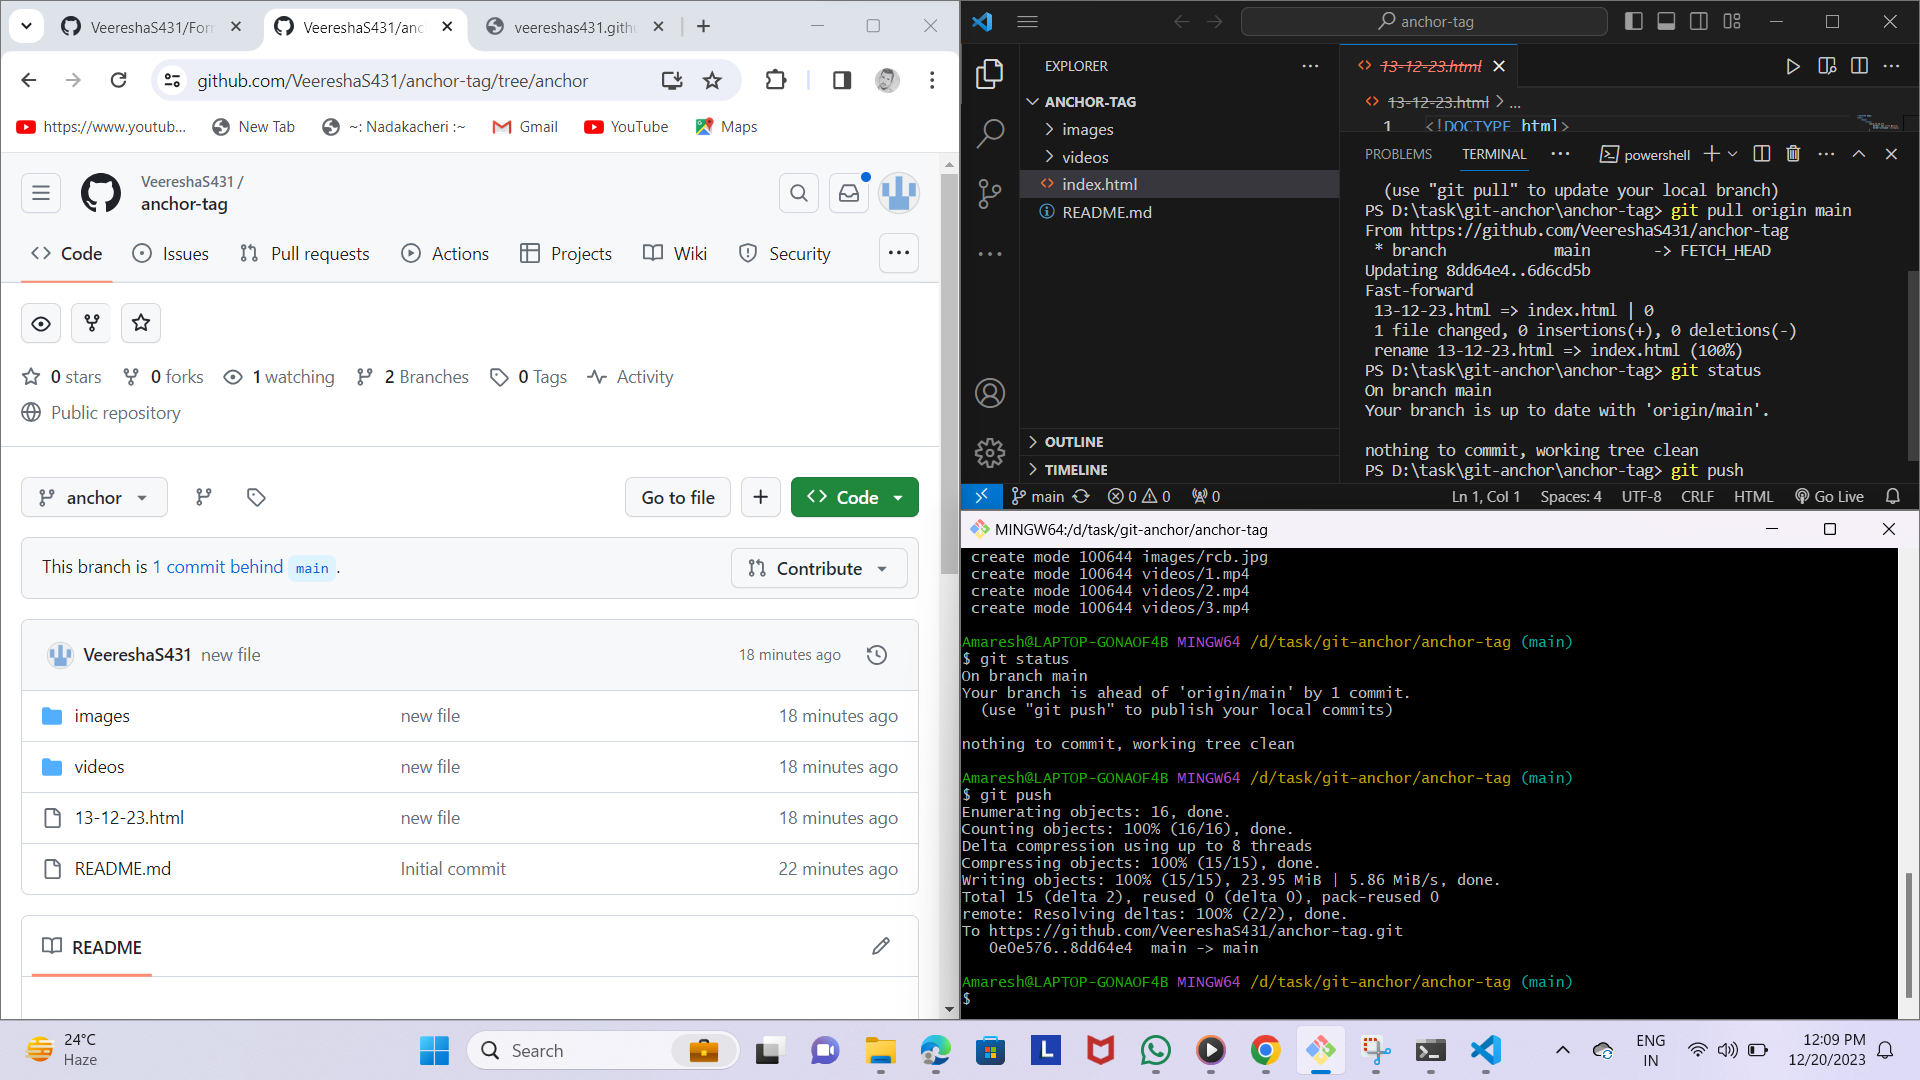 VeereshaS431/For
VeereshaS431/anc
veereshas431.gith
github.com/VeereshaS431/anchor-tag/tree/anchor
https://www.youtub...
New Tab
~: Nadakacheri :~
Gmail
YouTube
Maps
VeereshaS431 /
anchor-tag
Code
Issues
Pull requests
Actions
Projects
Wiki
Security
0 stars
0 forks
1 watching
2 Branches
0 Tags
Activity
Public repository
anchor
Go to file
Code
This branch is 1 commit behind main .
Contribute
VeereshaS431 new file
18 minutes ago
images new file 18 minutes ago
videos new file 18 minutes ago
13-12-23.html new file 18 minutes ago
README.md Initial commit 22 minutes ago
README
anchor-tag
EXPLORER
ANCHOR-TAG
images
videos
index.html
README.md
OUTLINE
TIMELINE
13-12-23.html
13-12-23.html > ...
1 <!DOCTYPE html>
PROBLEMS TERMINAL powershell
(use "git pull" to update your local branch)
PS D:\task\git-anchor\anchor-tag> git pull origin main
From https://github.com/VeereshaS431/anchor-tag
* branch main -> FETCH_HEAD
Updating 8dd64e4..6d6cd5b
Fast-forward
13-12-23.html => index.html | 0
1 file changed, 0 insertions(+), 0 deletions(-)
rename 13-12-23.html => index.html (100%)
PS D:\task\git-anchor\anchor-tag> git status
On branch main
Your branch is up to date with 'origin/main'.
nothing to commit, working tree clean
PS D:\task\git-anchor\anchor-tag> git push
main 0 0 0 Ln 1, Col 1 Spaces: 4 UTF-8 CRLF HTML Go Live
MINGW64:/d/task/git-anchor/anchor-tag
create mode 100644 images/rcb.jpg
create mode 100644 videos/1.mp4
create mode 100644 videos/2.mp4
create mode 100644 videos/3.mp4
Amaresh@LAPTOP-GONAOF4B MINGW64 /d/task/git-anchor/anchor-tag (main)
$ git status
On branch main
Your branch is ahead of 'origin/main' by 1 commit.
(use "git push" to publish your local commits)
nothing to commit, working tree clean
Amaresh@LAPTOP-GONAOF4B MINGW64 /d/task/git-anchor/anchor-tag (main)
$ git push
Enumerating objects: 16, done.
Counting objects: 100% (16/16), done.
Delta compression using up to 8 threads
Compressing objects: 100% (15/15), done.
Writing objects: 100% (15/15), 23.95 MiB | 5.86 MiB/s, done.
Total 15 (delta 2), reused 0 (delta 0), pack-reused 0
remote: Resolving deltas: 100% (2/2), done.
To https://github.com/VeereshaS431/anchor-tag.git
0e0e576..8dd64e4 main -> main
Amaresh@LAPTOP-GONAOF4B MINGW64 /d/task/git-anchor/anchor-tag (main)
$
24°C
Haze
Search
L
ENG
IN
12:09 PM
12/20/2023